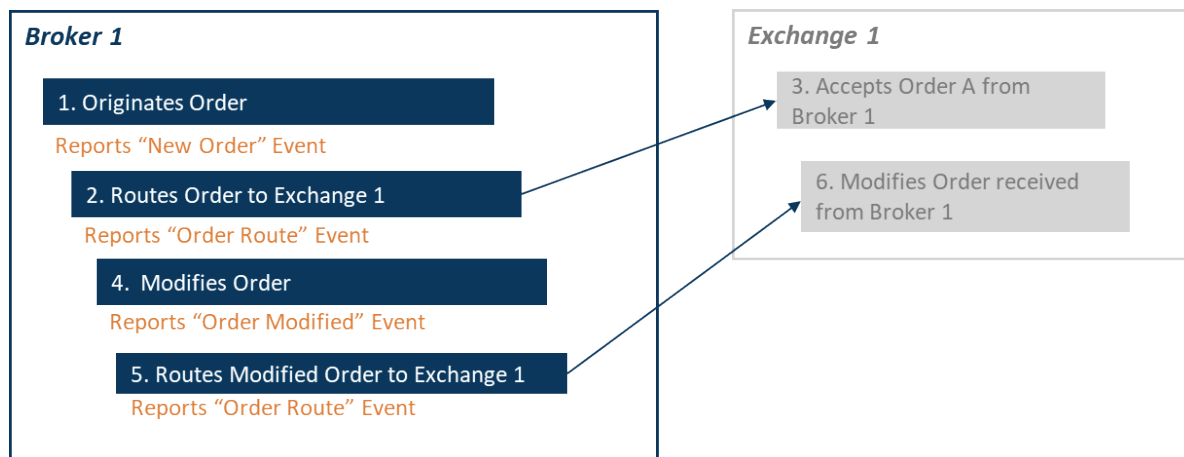 Broker 1
1. Originates Order
Reports “New Order” Event
2. Routes Order to Exchange 1
Reports “Order Route” Event
4.  Modifies Order
Reports “Order Modified” Event
5. Routes Modified Order to Exchange 1
Reports “Order Route” Event
Exchange 1
3. Accepts Order A from
Broker 1
6. Modifies Order received
from Broker 1